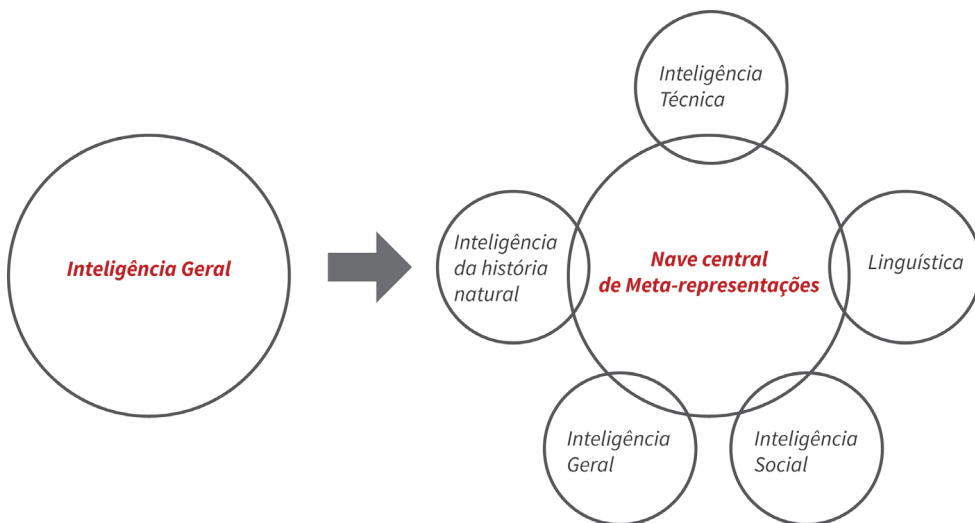 Inteligência Geral
Inteligência
Técnica
Inteligência
da história
natural
Nave central
de Meta-representações
Linguística
Inteligência
Geral
Inteligência
Social